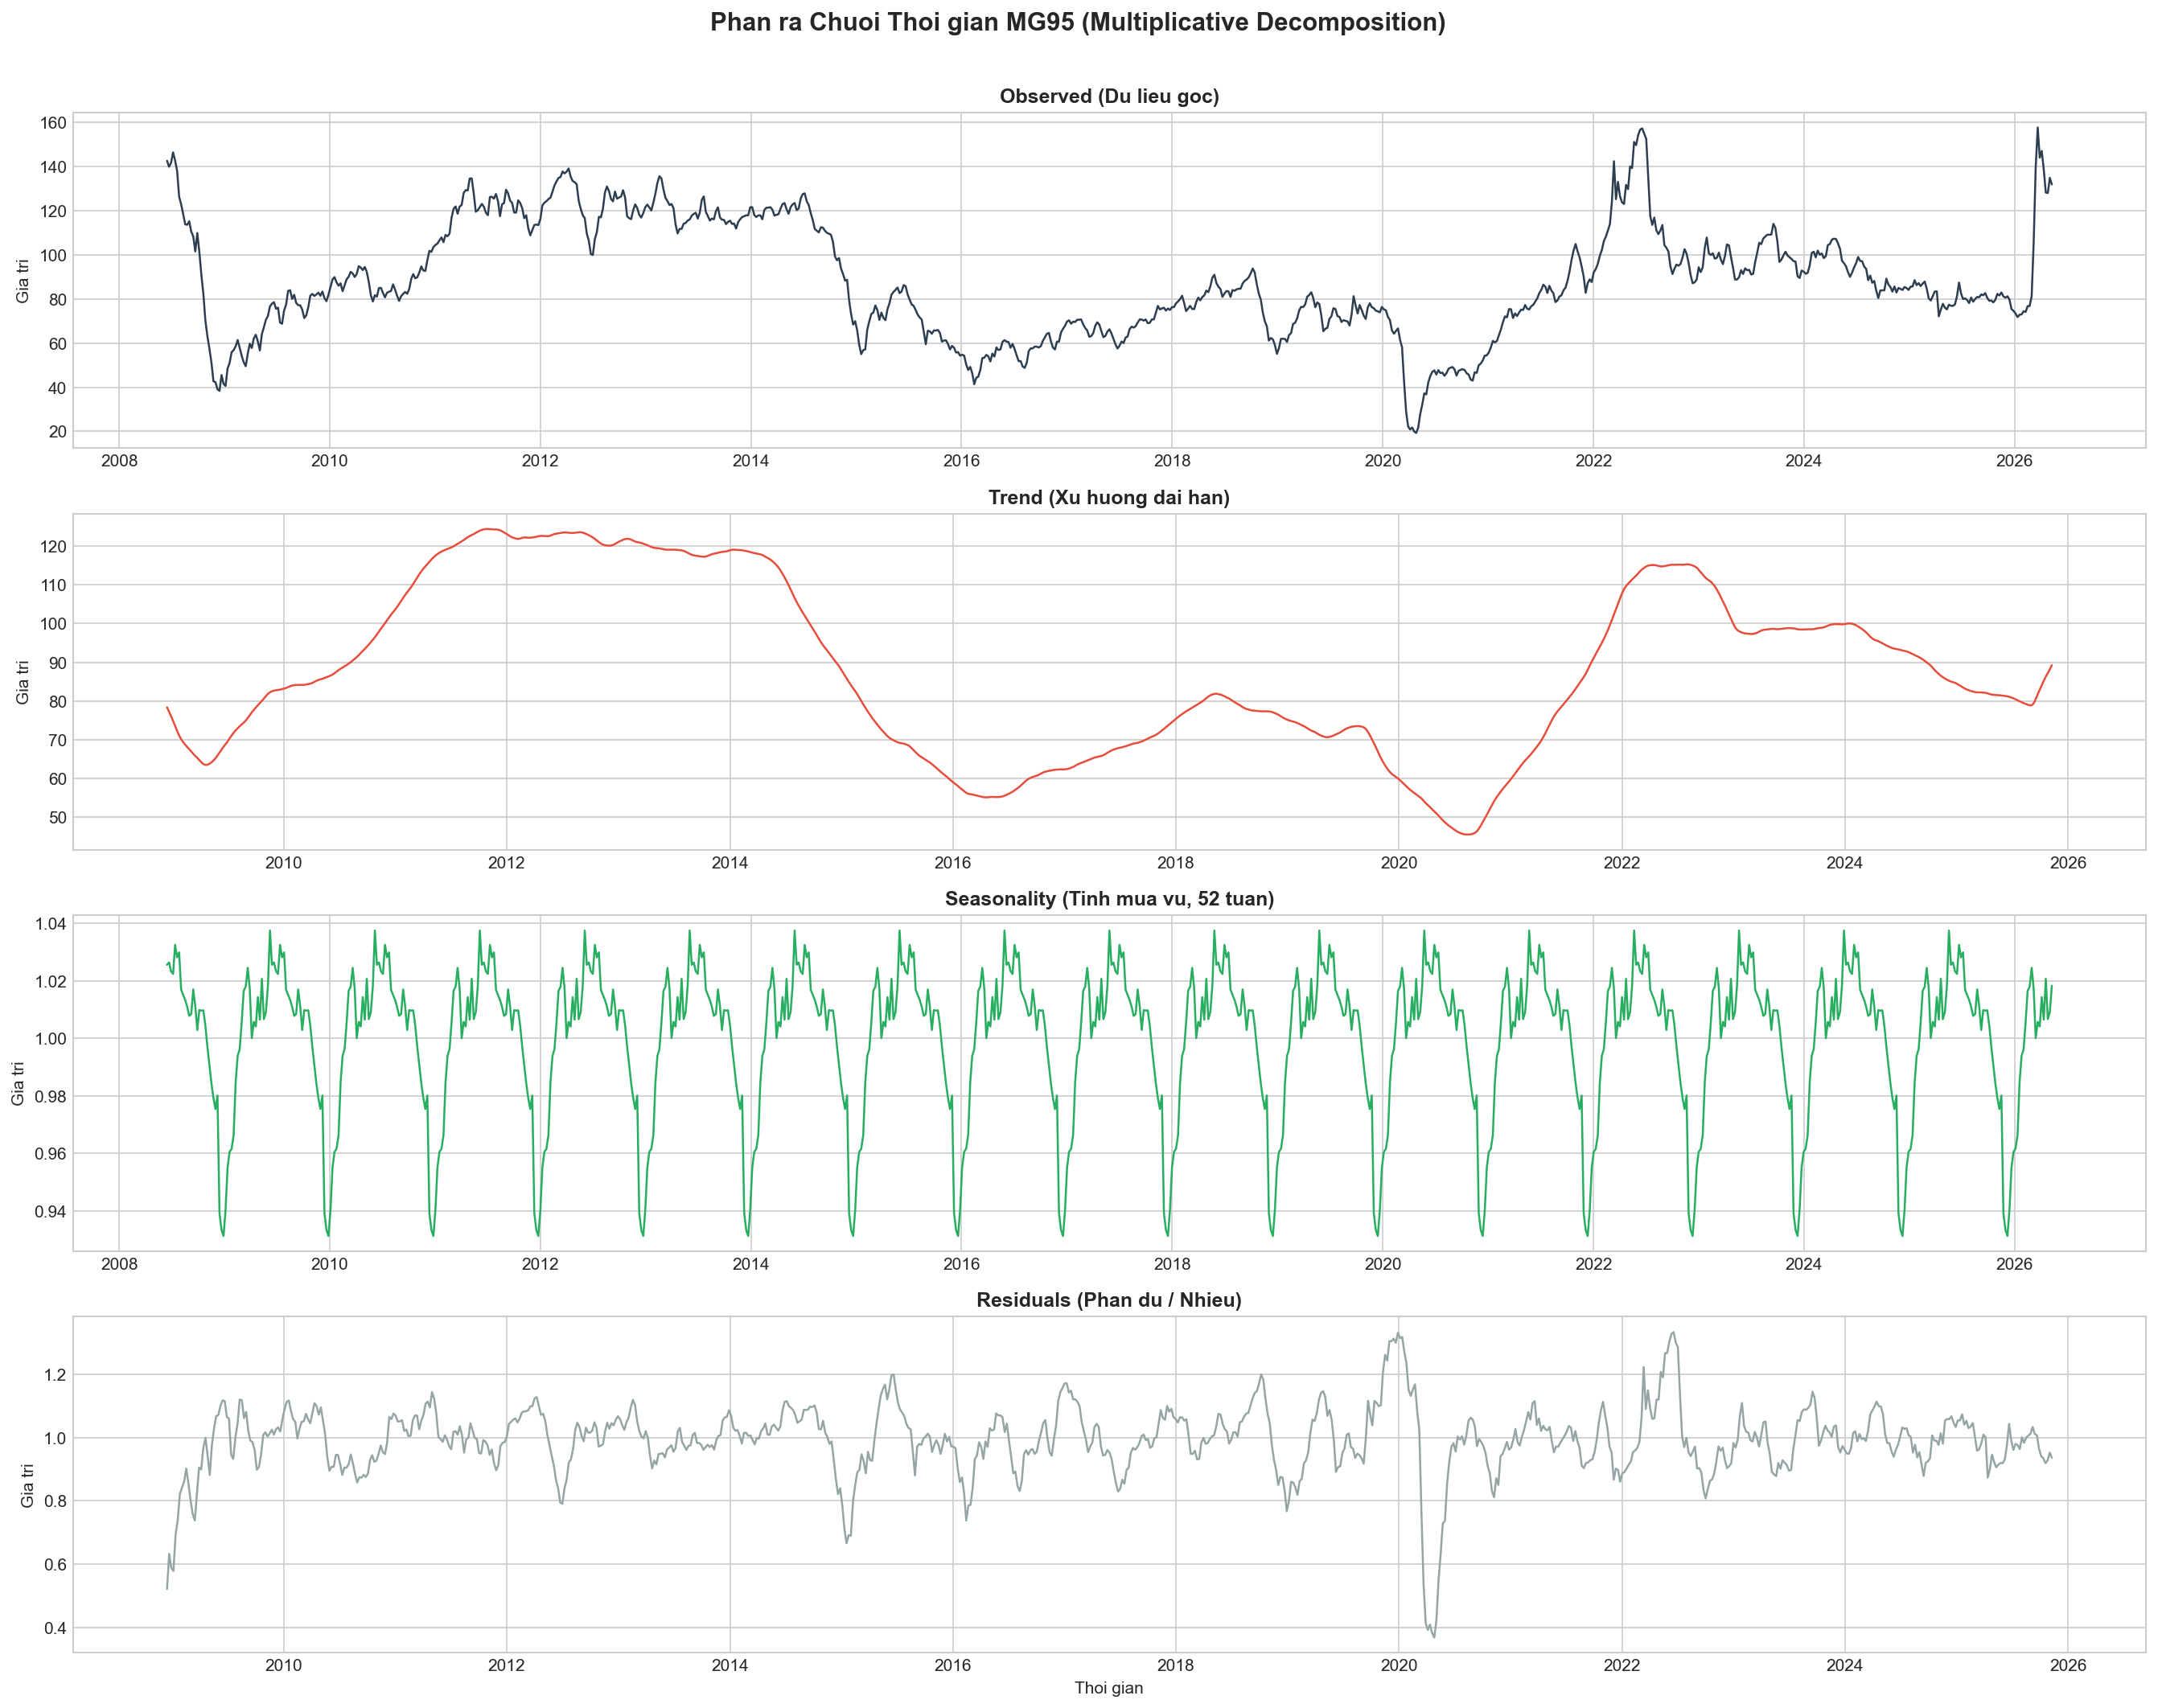 Phan ra Chuoi Thoi gian MG95 (Multiplicative Decomposition)
Observed (Du lieu goc)
Gia tri
160
140
120
100
80
60
40
20
2008 2010 2012 2014 2016 2018 2020 2022 2024 2026
Trend (Xu huong dai han)
Gia tri
120
110
100
90
80
70
60
50
2010 2012 2014 2016 2018 2020 2022 2024 2026
Seasonality (Tinh mua vu, 52 tuan)
Gia tri
1.04
1.02
1.00
0.98
0.96
0.94
2008 2010 2012 2014 2016 2018 2020 2022 2024 2026
Residuals (Phan du / Nhieu)
Gia tri
1.2
1.0
0.8
0.6
0.4
2010 2012 2014 2016 2018 2020 2022 2024 2026
Thoi gian